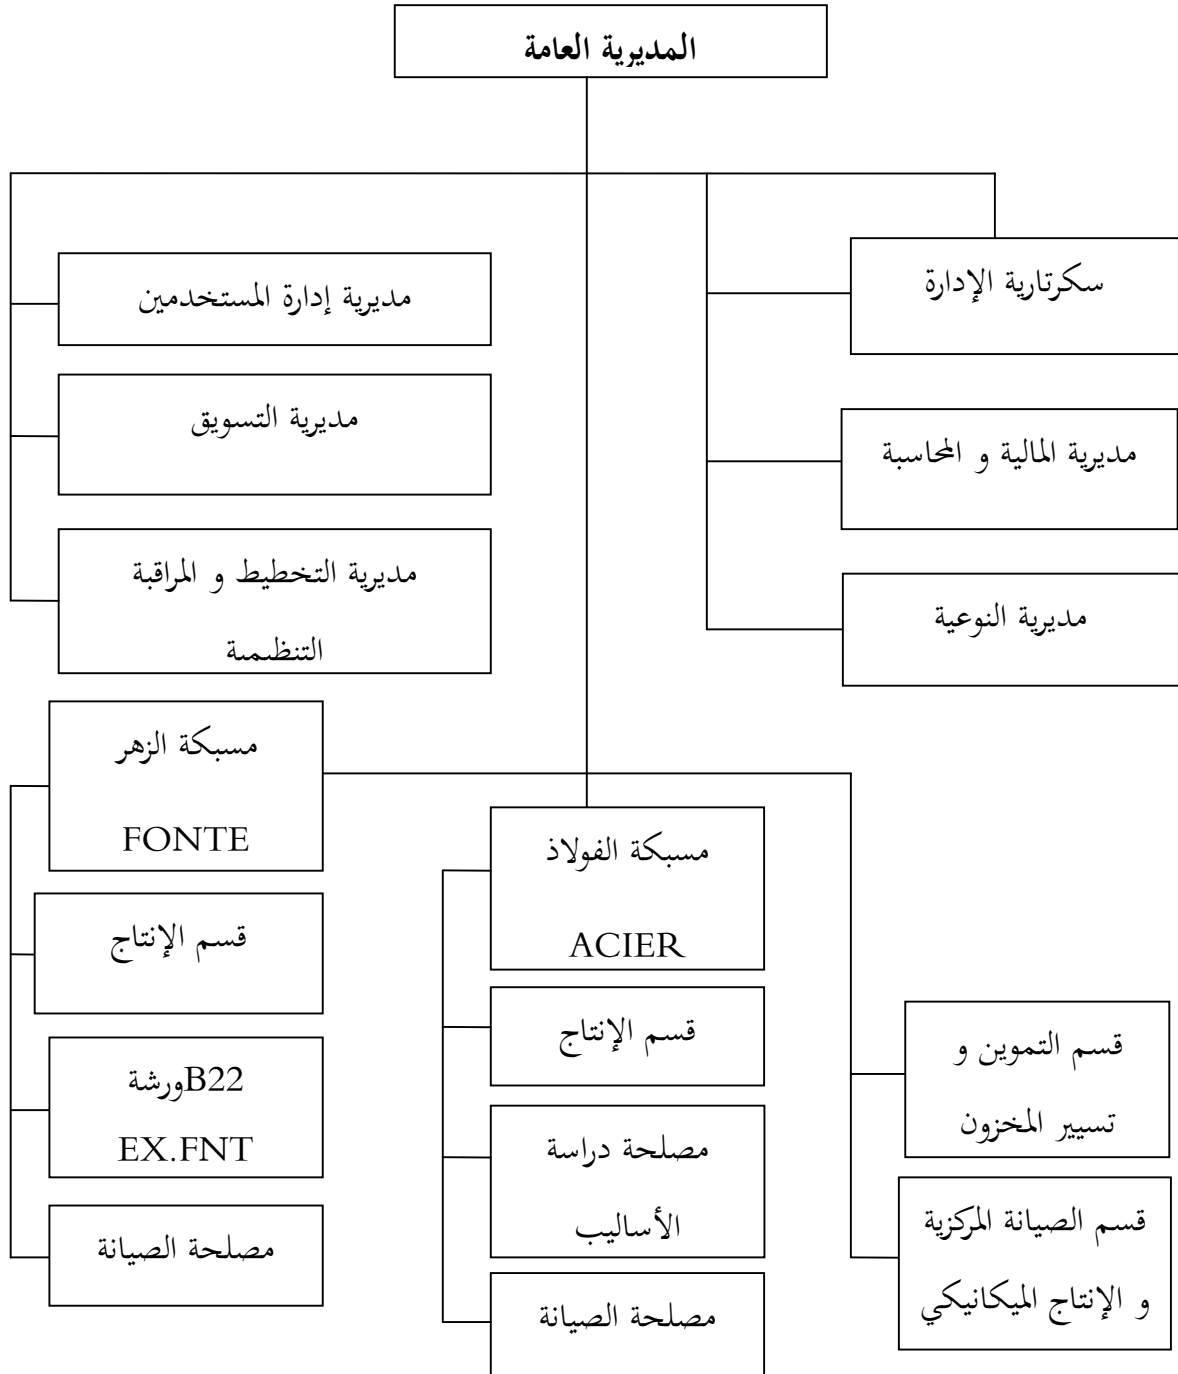 المديرية العامة
سكرتارية الإدارة
مديرية إدارة المستخدمين
مديرية المالية و المحاسبة
مديرية التسويق
مديرية النوعية
مديرية التخطيط و المراقبة
التنظيمية
مسبكة الزهر
FONTE
مسبكة الفولاذ
ACIER
قسم الإنتاج
قسم الإنتاج
قسم التموين و
تسيير المخزون
B22ورشة
EX.FNT
مصلحة دراسة
الأساليب
قسم الصيانة المركزية
و الإنتاج الميكانيكي
مصلحة الصيانة
مصلحة الصيانة